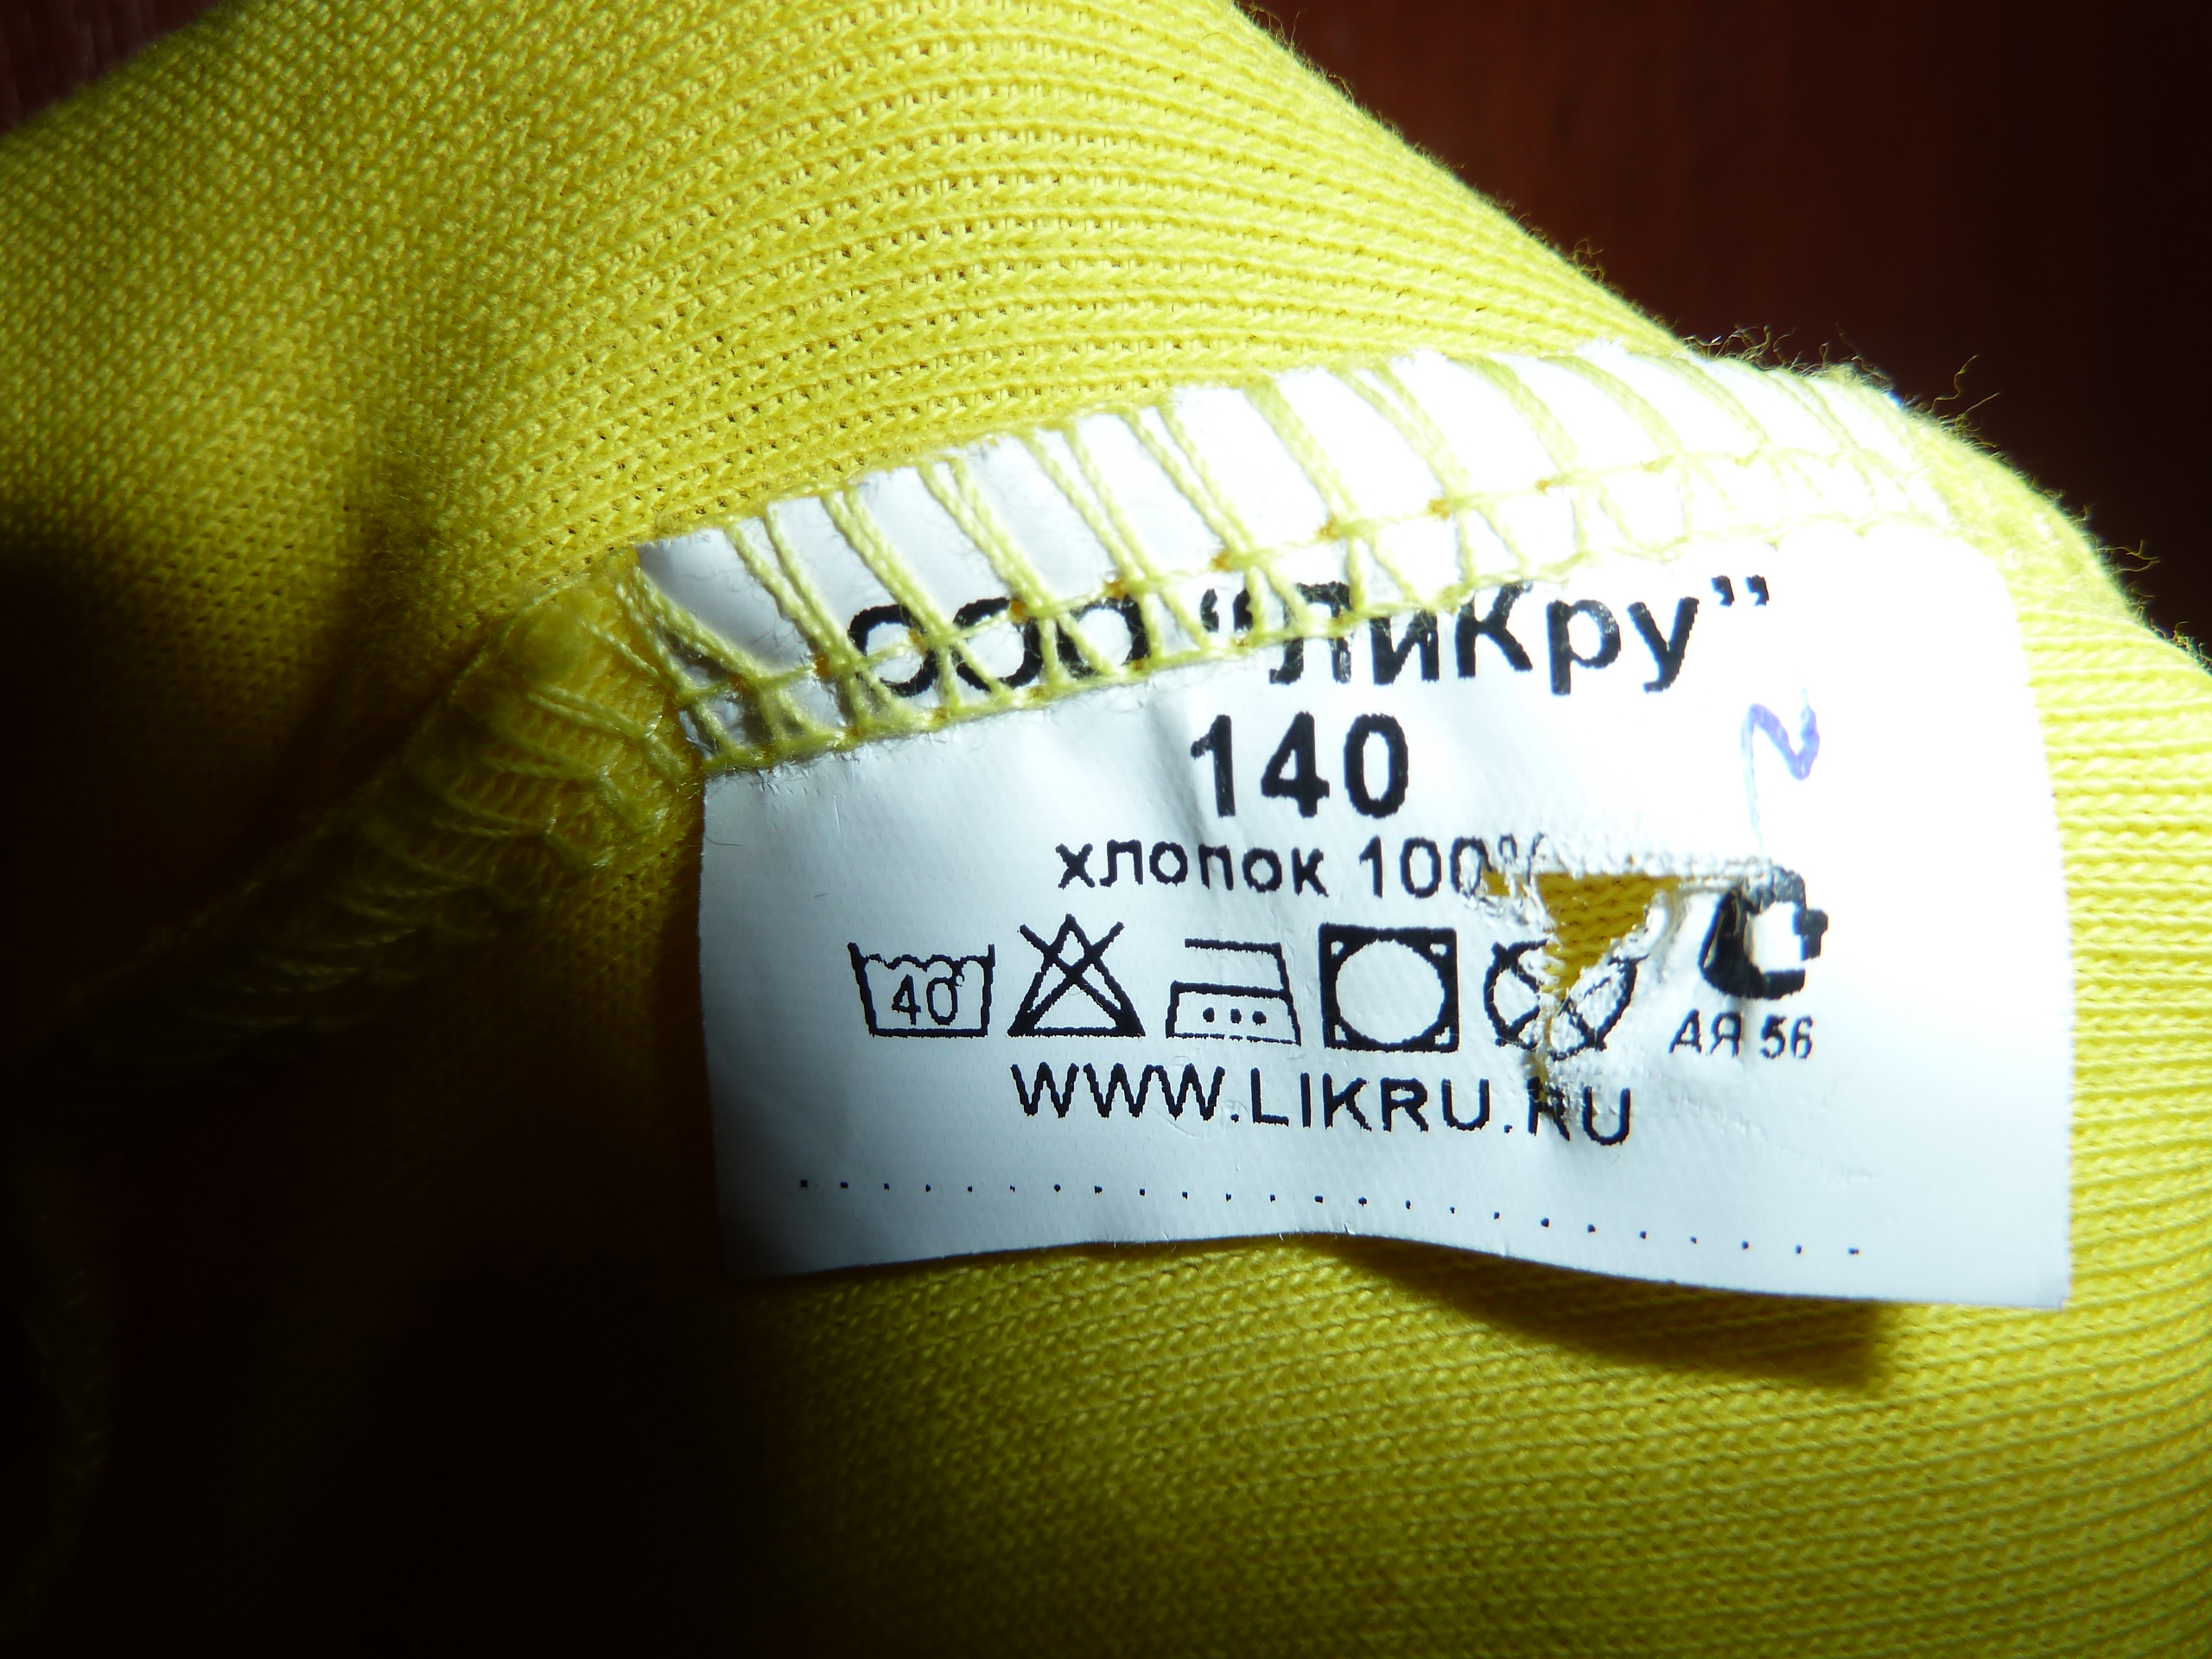 ООО "ЛиКру"
140
хлопок 100%
40°
АЯ 56
WWW.LIKRU.RU